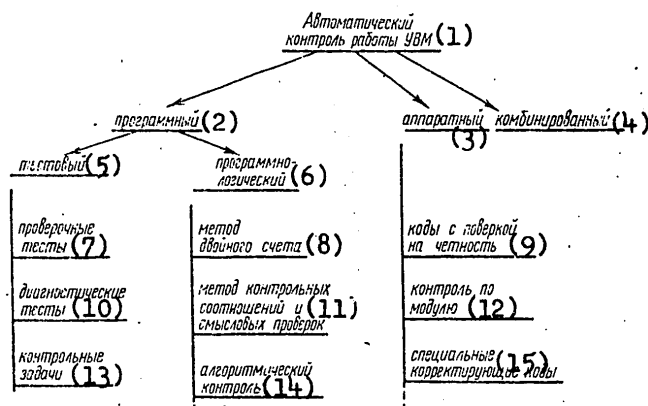 Автоматический
контроль работы УВМ (1)
программный (2)
аппаратный (3)
комбинированный (4)
тестовый (5)
программно-
логический (6)
проверочные
тесты (7)
метод
двойного счета (8)
коды с поверкой
на четность (9)
диагностические
тесты (10)
метод контрольных
соотношений и (11)
смысловых проверок
контроль по
модулю (12)
контрольные
задачи (13)
алгоритмический
контроль (14)
специальные (15)
корректирующие коды